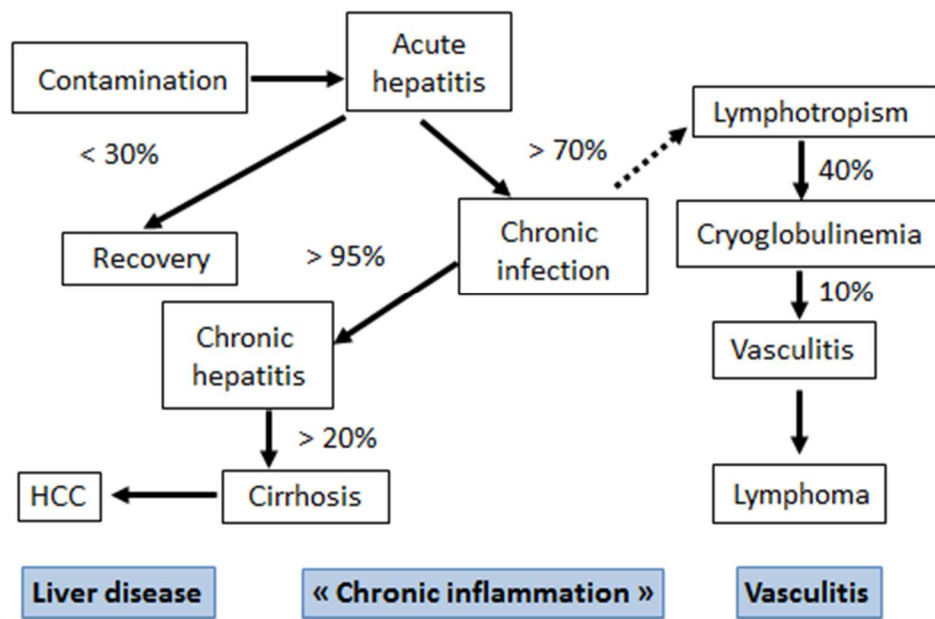 Contamination
Acute
hepatitis
Lymphotropism
< 30%
> 70%
40%
Recovery
> 95%
Chronic
infection
Cryoglobulinemia
10%
Chronic
hepatitis
Vasculitis
> 20%
HCC
Cirrhosis
Lymphoma
Liver disease
« Chronic inflammation »
Vasculitis